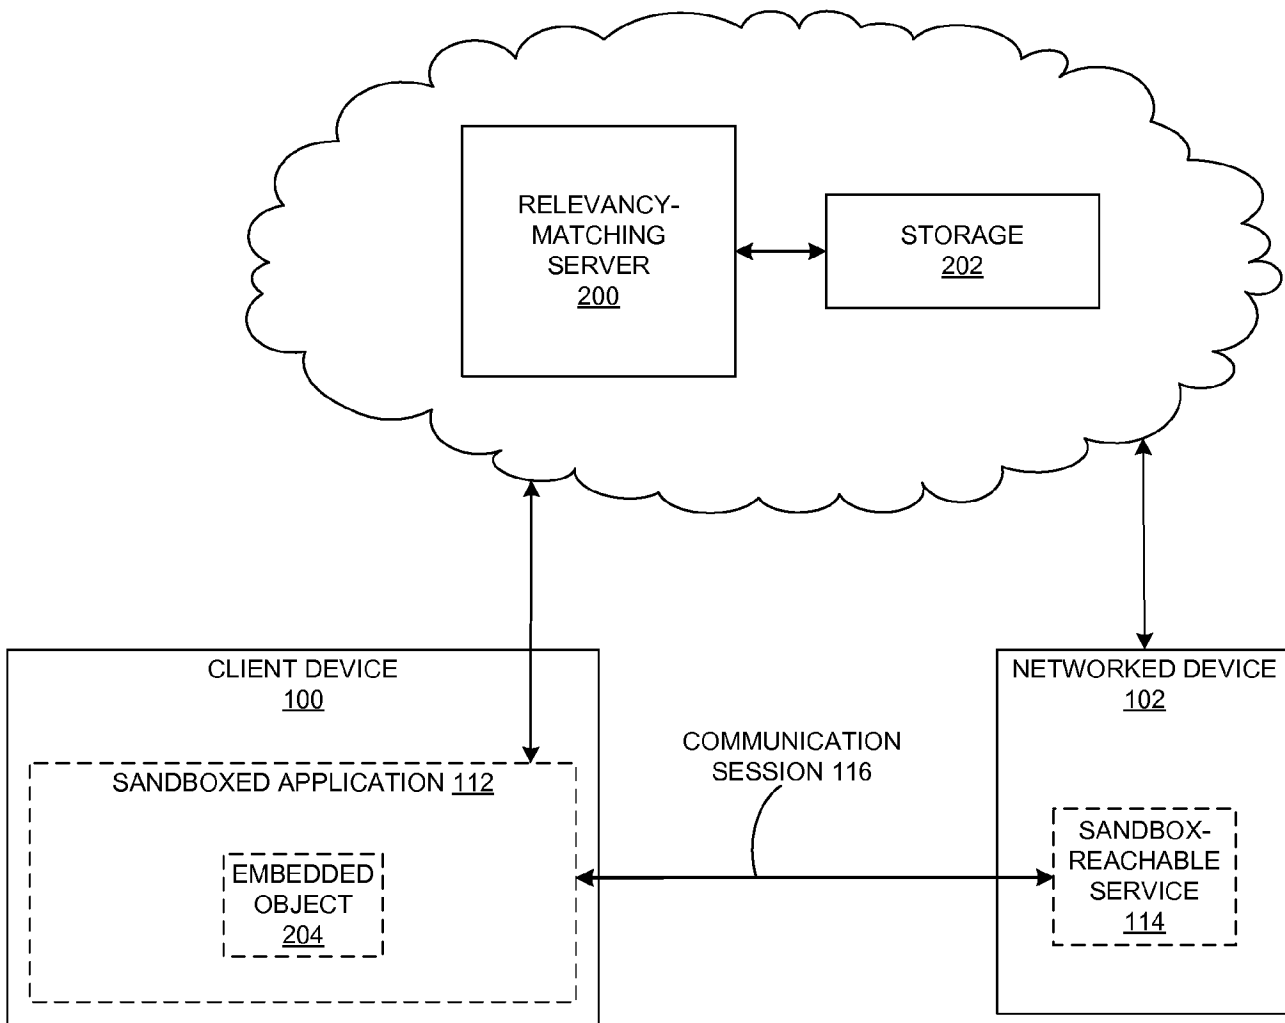 RELEVANCY-
MATCHING
SERVER
200
STORAGE
202
CLIENT DEVICE
100
NETWORKED DEVICE
102
COMMUNICATION
SESSION 116
SANDBOXED APPLICATION 112
EMBEDDED
OBJECT
204
SANDBOX-
REACHABLE
SERVICE
114